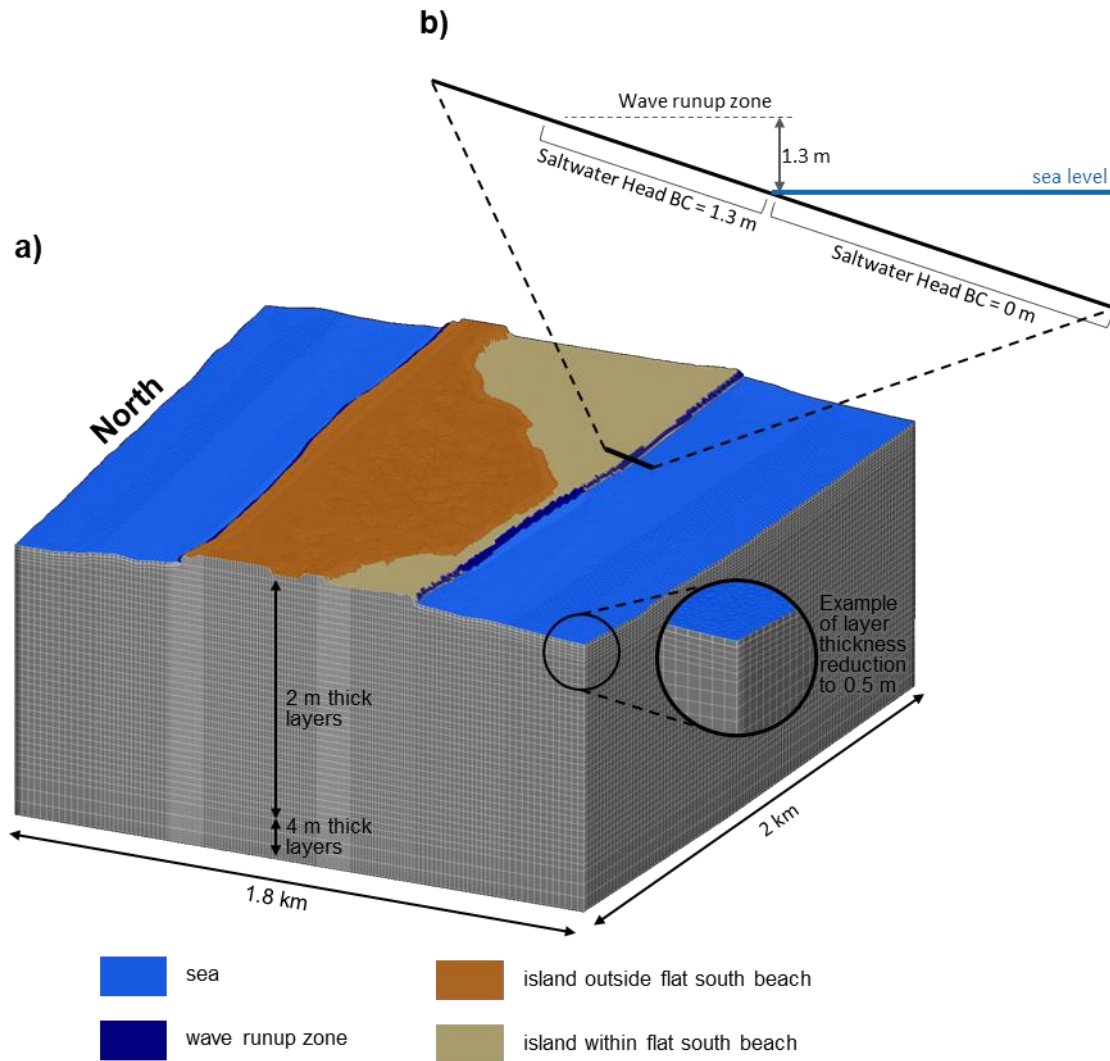 b)
Wave runup zone
1.3 m
sea level
Saltwater Head BC = 1.3 m
Saltwater Head BC = 0 m
a)
North
Example
of layer
thickness
reduction
to 0.5 m
2 m thick
layers
4 m thick
layers
2 km
1.8 km
sea
island outside flat south beach
wave runup zone
island within flat south beach